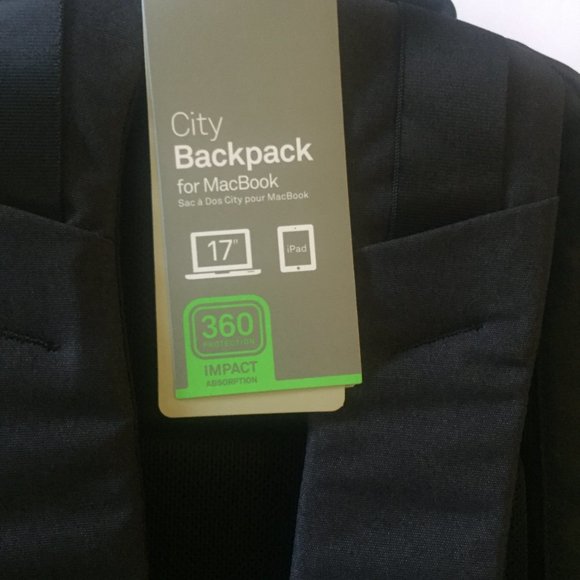 City
Backpack
for MacBook
Sac à Dos City pour MacBook
17"
iPad
360
PROTECTION
IMPACT
ABSORPTION